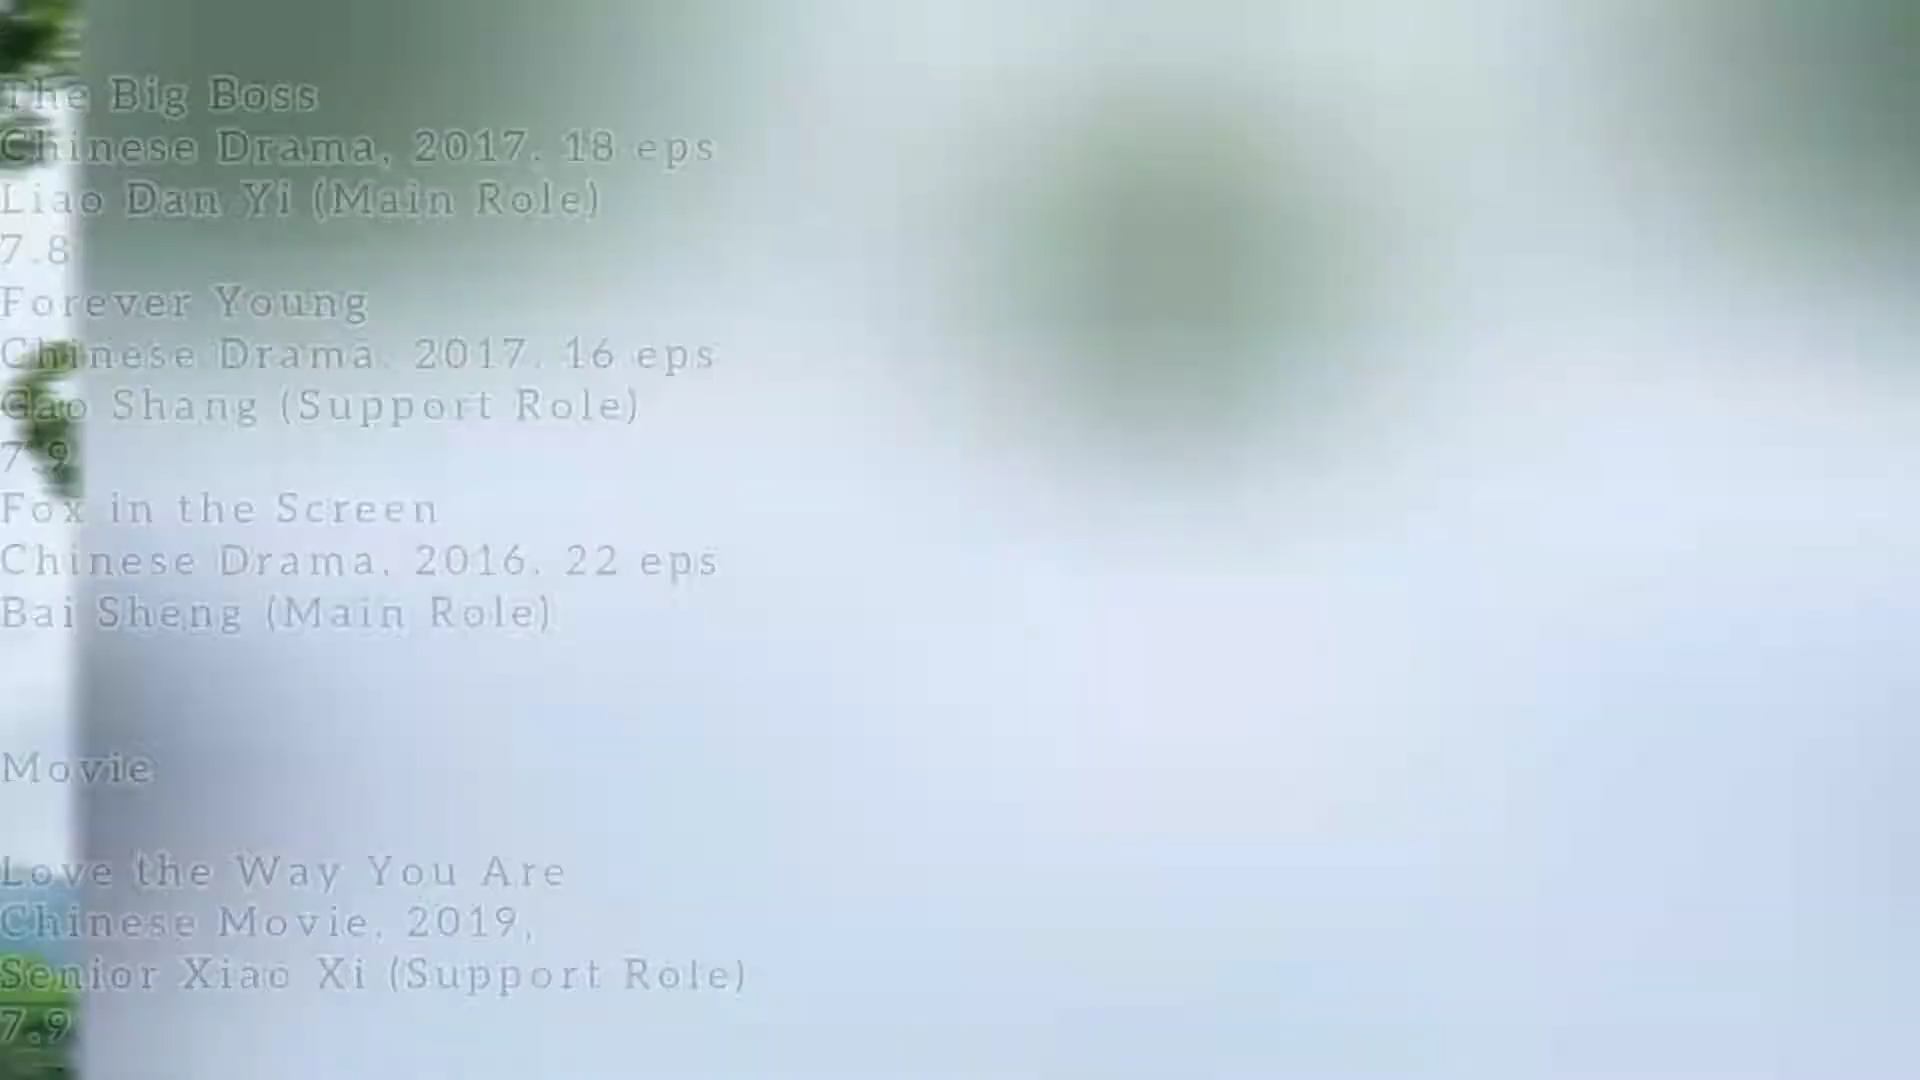 The Big Boss
Chinese Drama, 2017. 18 eps
Liao Dan Yi (Main Role)
7.8
Forever Young
Chinese Drama. 2017. 16 eps
Gao Shang (Support Role)
7.9
Fox in the Screen
Chinese Drama, 2016. 22 eps
Bai Sheng (Main Role)
Movie
Love the Way You Are
Chinese Movie, 2019,
Senior Xiao Xi (Support Role)
7.9